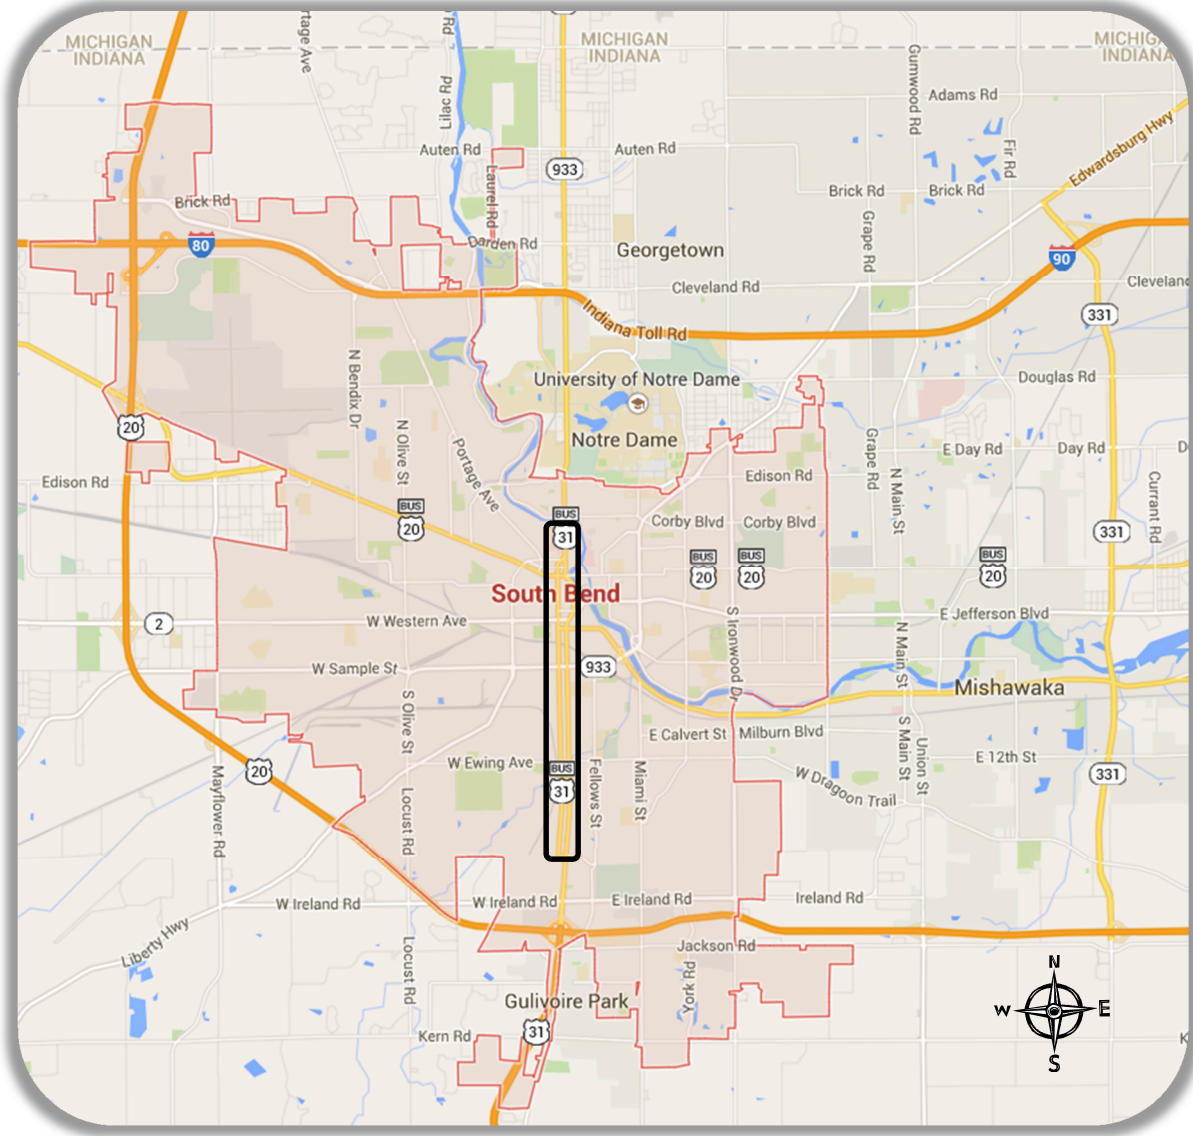 MICHIGAN
INDIANA
rtage Ave
Rd
MICHIGAN
INDIANA
MICHIG
INDIANA
Lilac Rd
Gumwood Rd
Adams Rd
Edwardsburg Hwy
Auten Rd
Auten Rd
933
Fir Rd
Laurel Rd
Brick Rd
Brick Rd
Brick Rd
Grape Rd
80
Darden Rd
Georgetown
90
Cleveland Rd
Cleveland
331
Indiana Toll Rd
N Bendix Dr
University of Notre Dame
Douglas Rd
20
N Olive St
Notre Dame
Portage Ave
Grape Rd
E Day Rd
Day Rd
D
Edison Rd
Edison Rd
N Main St
Currant Rd
BUS
20
BUS
31
Corby Blvd
Corby Blvd
331
BUS
20
BUS
20
BUS
20
South Bend
2
W Western Ave
S Ironwood Dr
E Jefferson Blvd
N Main St
W Sample St
933
Mishawaka
S Olive St
E Calvert St
Milburn Blvd
S Main St
Union St
20
Mayflower Rd
W Ewing Ave
BUS
31
Fellows St
Miami St
W Dragoon Trail
E 12th St
331
Locust Rd
W Ireland Rd
W Ireland Rd
E Ireland Rd
Ireland Rd
Liberty Hwy
Locust Rd
Jackson Rd
York Rd
Gulivoire Park
31
Kern Rd
N
W
E
S
K